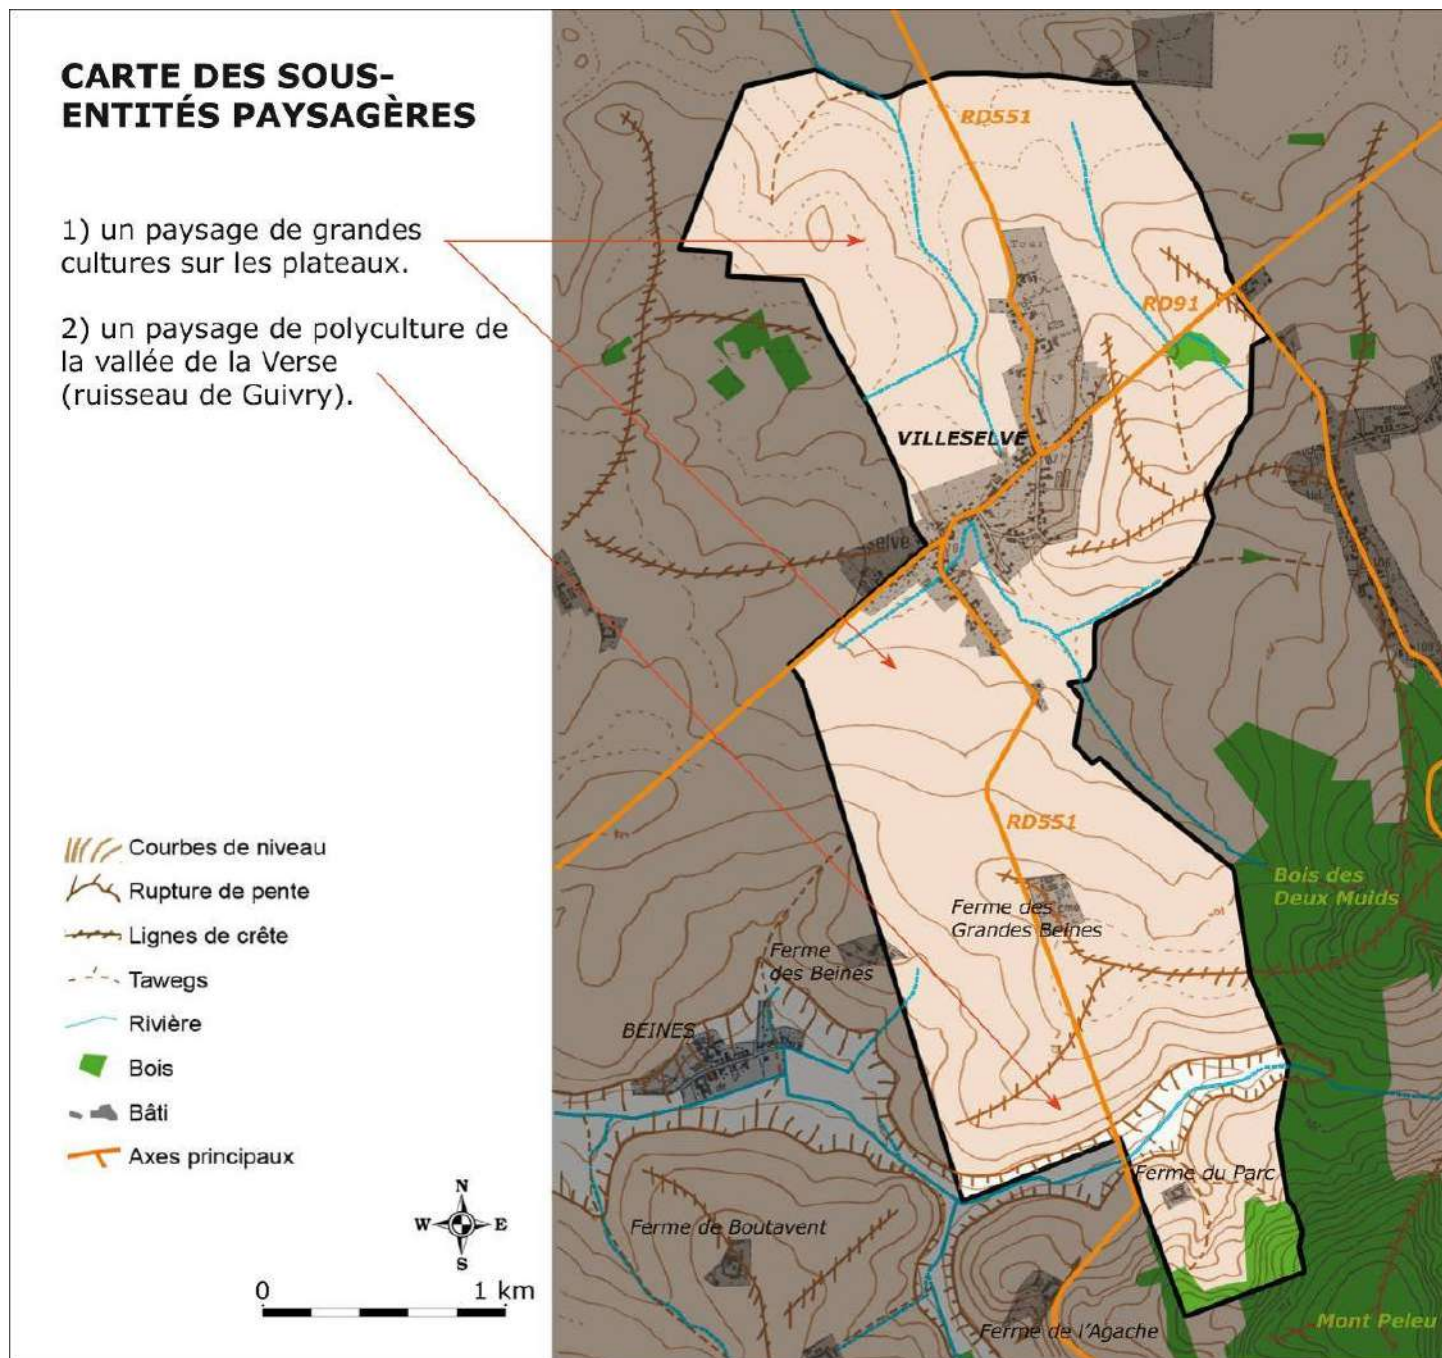 CARTE DES SOUS-
ENTITÉS PAYSAGÈRES
1) un paysage de grandes
cultures sur les plateaux.
2) un paysage de polyculture de
la vallée de la Verse
(ruisseau de Guivry).
Courbes de niveau
Rupture de pente
Lignes de crête
Tawegs
Rivière
Bois
Bâti
Axes principaux
N
W
E
S
0
1 km
RD551
RD91
VILLESELVE
RD551
Bois des
Deux Muids
Ferme des
Grandes Beines
Ferme
des Beines
BEINES
Ferme du Parc
Ferme de Boutavent
Ferme de l'Agache
Mont Peleu